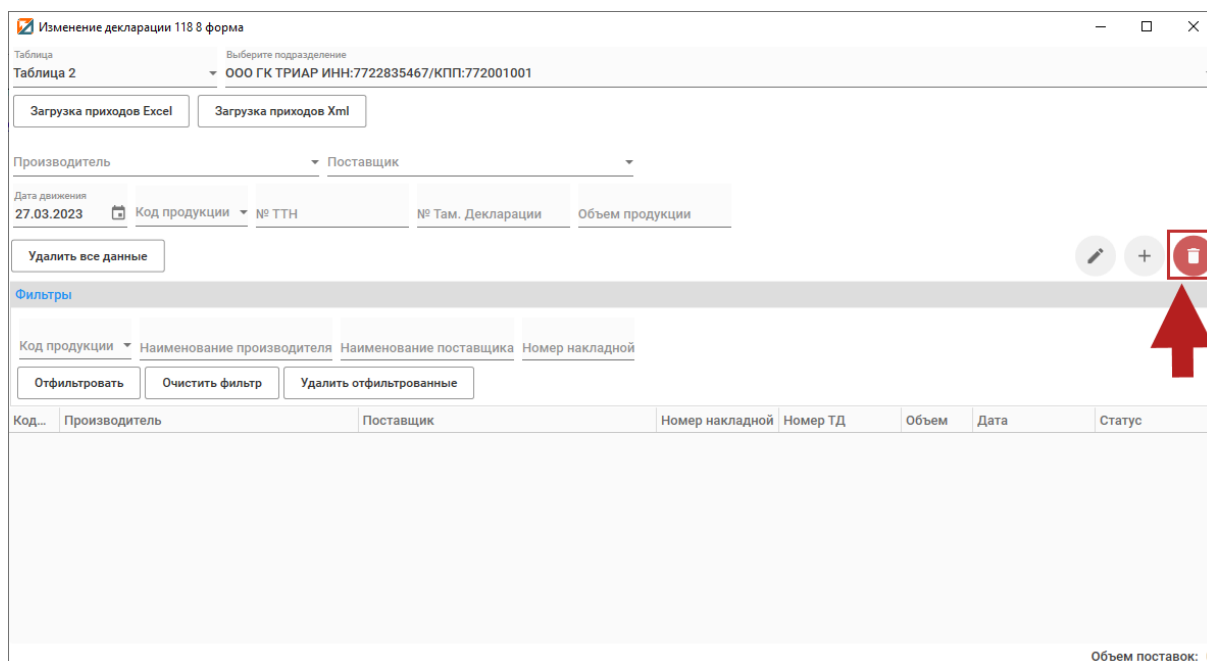 Изменение декларации 118 8 форма
Таблица Выберите подразделение
Таблица 2 ООО ГК ТРИАР ИНН:7722835467/КПП:772001001
Загрузка приходов Excel Загрузка приходов Xml
Производитель Поставщик
Дата движения
27.03.2023 Код продукции № ТТН № Там. Декларации Объем продукции
Удалить все данные
Фильтры
Код продукции Наименование производителя Наименование поставщика Номер накладной
Отфильтровать Очистить фильтр Удалить отфильтрованные
Код... Производитель Поставщик Номер накладной Номер ТД Объем Дата Статус
Объем поставок: